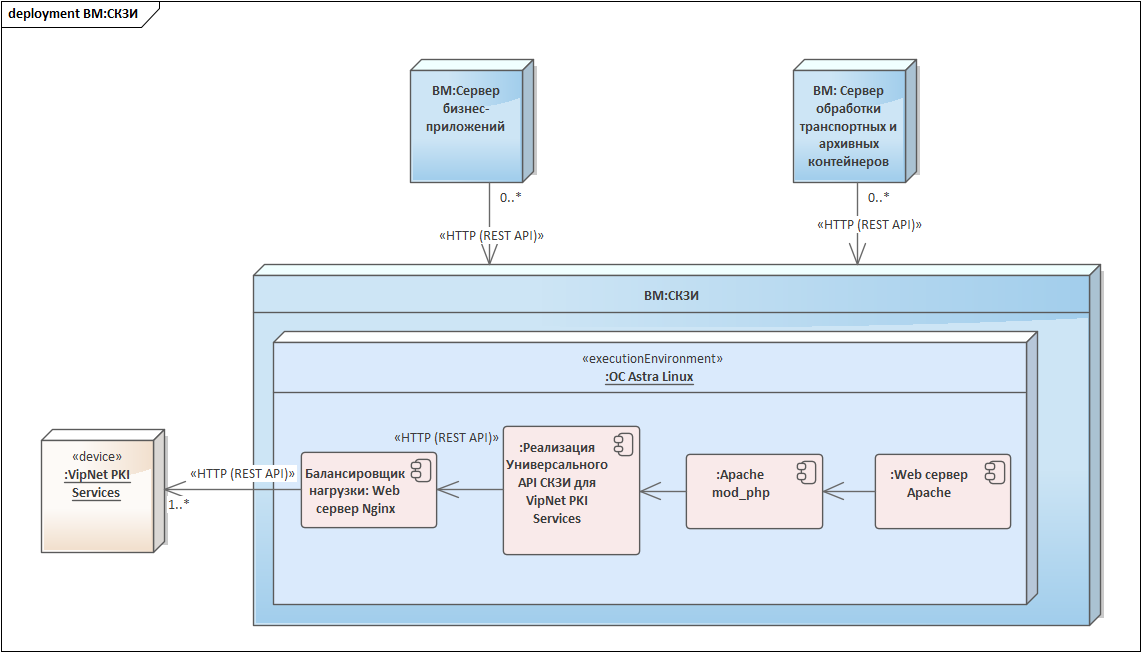 deployment ВМ:СКЗИ
ВМ:Сервер
бизнес-
приложений
ВМ: Сервер
обработки
транспортных и
архивных
контейнеров
0..*
0..*
«HTTP (REST API)»
«HTTP (REST API)»
ВМ:СКЗИ
«executionEnvironment»
:ОС Astra Linux
«device»
:VipNet PKI
Services
«HTTP (REST API)»
1..*
Балансировщик
нагрузки: Web
сервер Nginx
«HTTP (REST API)»
:Реализация
Универсального
API СКЗИ для
VipNet PKI
Services
:Apache
mod_php
:Web сервер
Apache